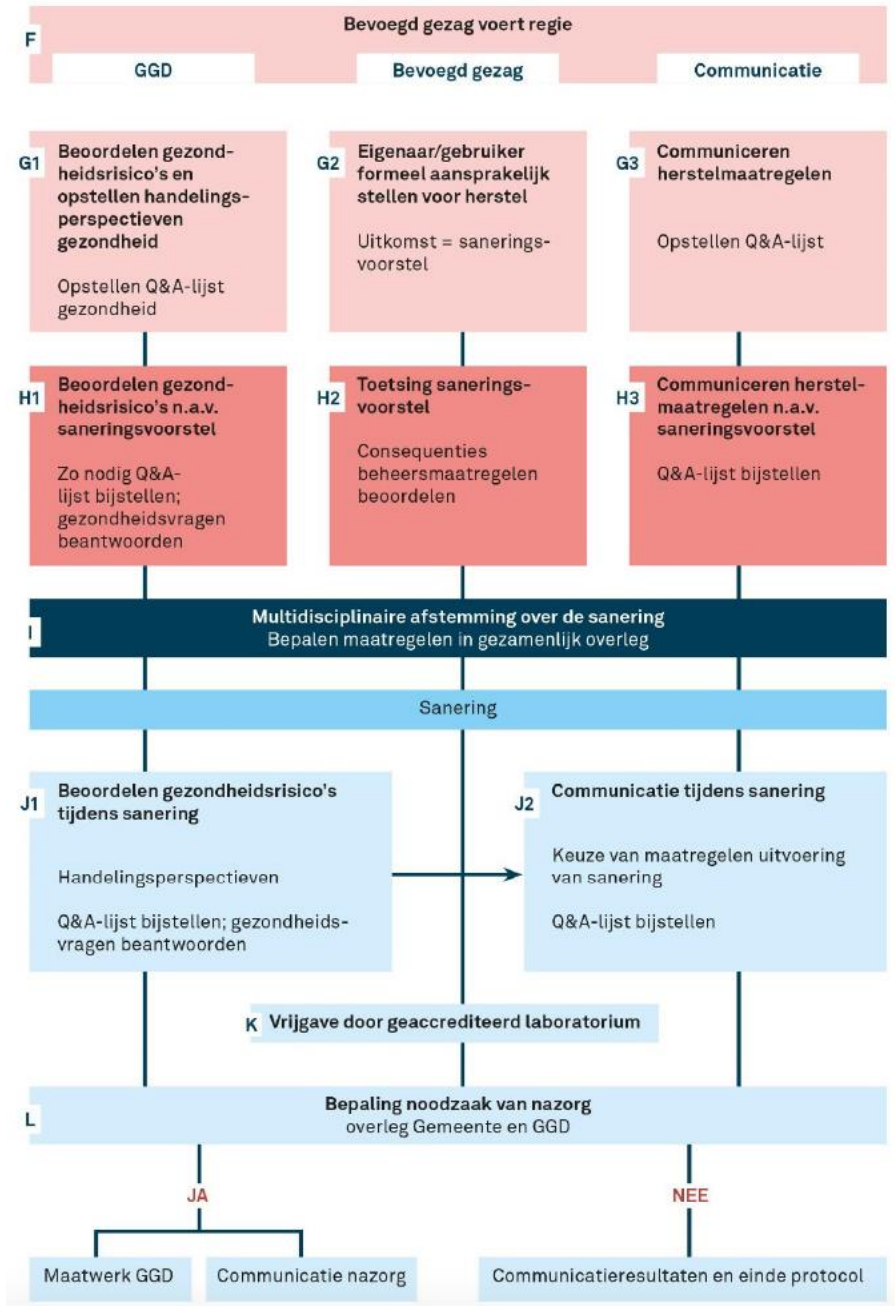 F
Bevoegd gezag voert regie
GGD
Bevoegd gezag
Communicatie
G1
Beoordelen gezond-
heidsrisico's en
opstellen handelings-
perspectieven
gezondheid
Opstellen Q&A-lijst
gezondheid
G2
Eigenaar/gebruiker
formeel aansprakelijk
stellen voor herstel
Uitkomst = sanerings-
voorstel
G3
Communiceren
herstelmaatregelen
Opstellen Q&A-lijst
H1
Beoordelen gezond-
heidsrisico's n.a.v.
saneringsvoorstel
Zo nodig Q&A-
lijst bijstellen;
gezondheidsvragen
beantwoorden
H2
Toetsing sanerings-
voorstel
Consequenties
beheersmaatregelen
beoordelen
H3
Communiceren herstel-
maatregelen n.a.v.
saneringsvoorstel
Q&A-lijst bijstellen
I
Multidisciplinaire afstemming over de sanering
Bepalen maatregelen in gezamenlijk overleg
Sanering
J1
Beoordelen gezondheidsrisico's
tijdens sanering
Handelingsperspectieven
Q&A-lijst bijstellen; gezondheids-
vragen beantwoorden
J2
Communicatie tijdens sanering
Keuze van maatregelen uitvoering
van sanering
Q&A-lijst bijstellen
K
Vrijgave door geaccrediteerd laboratorium
L
Bepaling noodzaak van nazorg
overleg Gemeente en GGD
JA
NEE
Maatwerk GGD
Communicatie nazorg
Communicatieresultaten en einde protocol